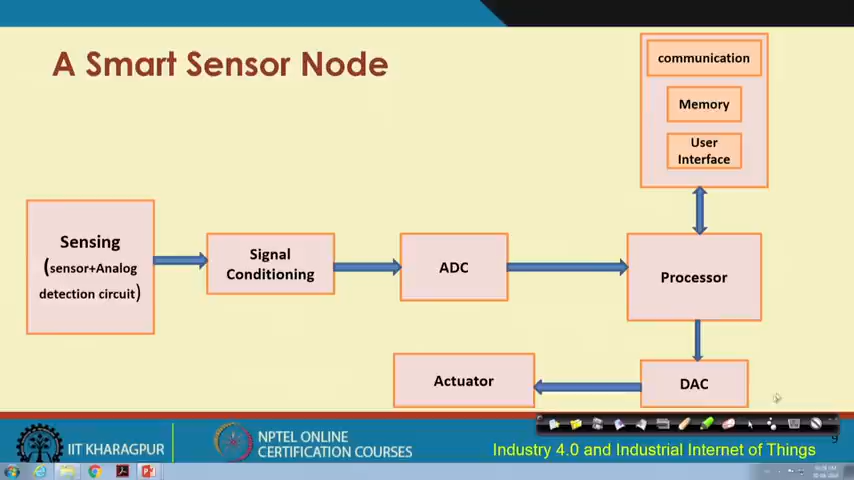 A Smart Sensor Node
communication
Memory
User
Interface
Sensing
(sensor+Analog
detection circuit)
Signal
Conditioning
ADC
Processor
Actuator
DAC
9
IIT KHARAGPUR
NPTEL ONLINE
CERTIFICATION COURSES
Industry 4.0 and Industrial Internet of Things